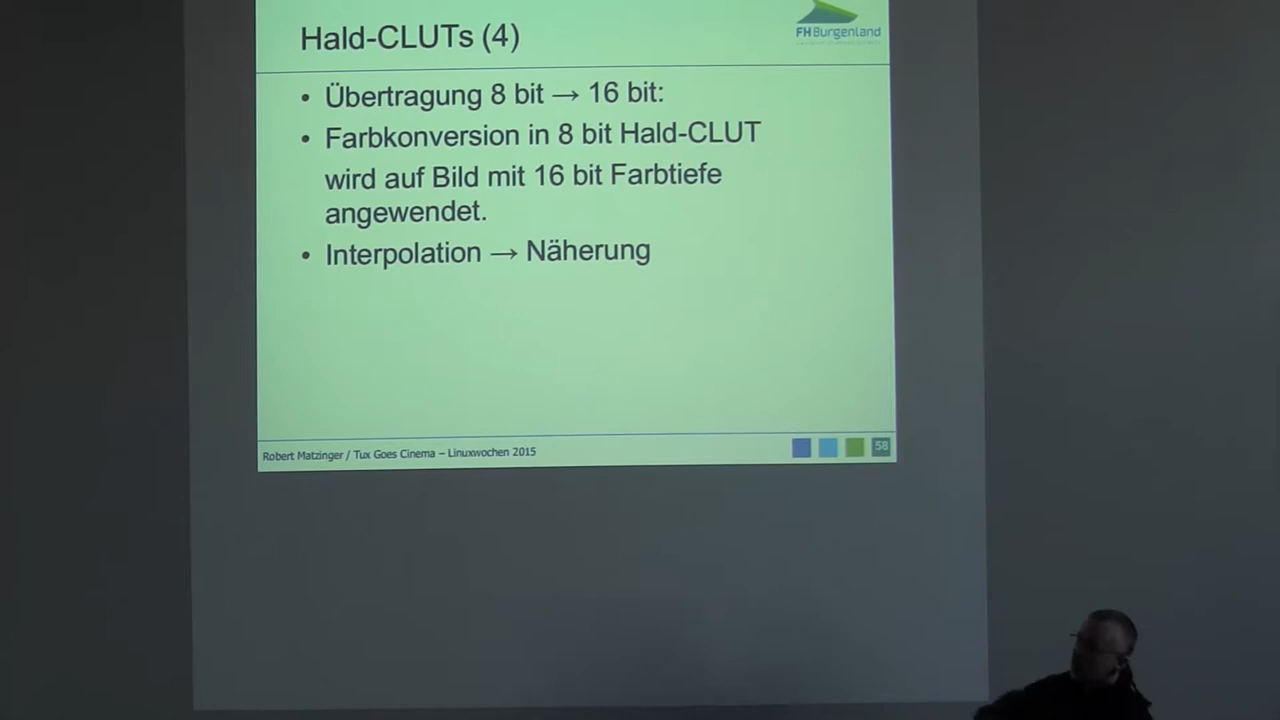 Hald-CLUTs (4)
FH Burgenland
• Übertragung 8 bit → 16 bit:
• Farbkonversion in 8 bit Hald-CLUT
wird auf Bild mit 16 bit Farbtiefe
angewendet.
• Interpolation → Näherung
Robert Matzinger / Tux Goes Cinema – Linuxwochen 2015
58